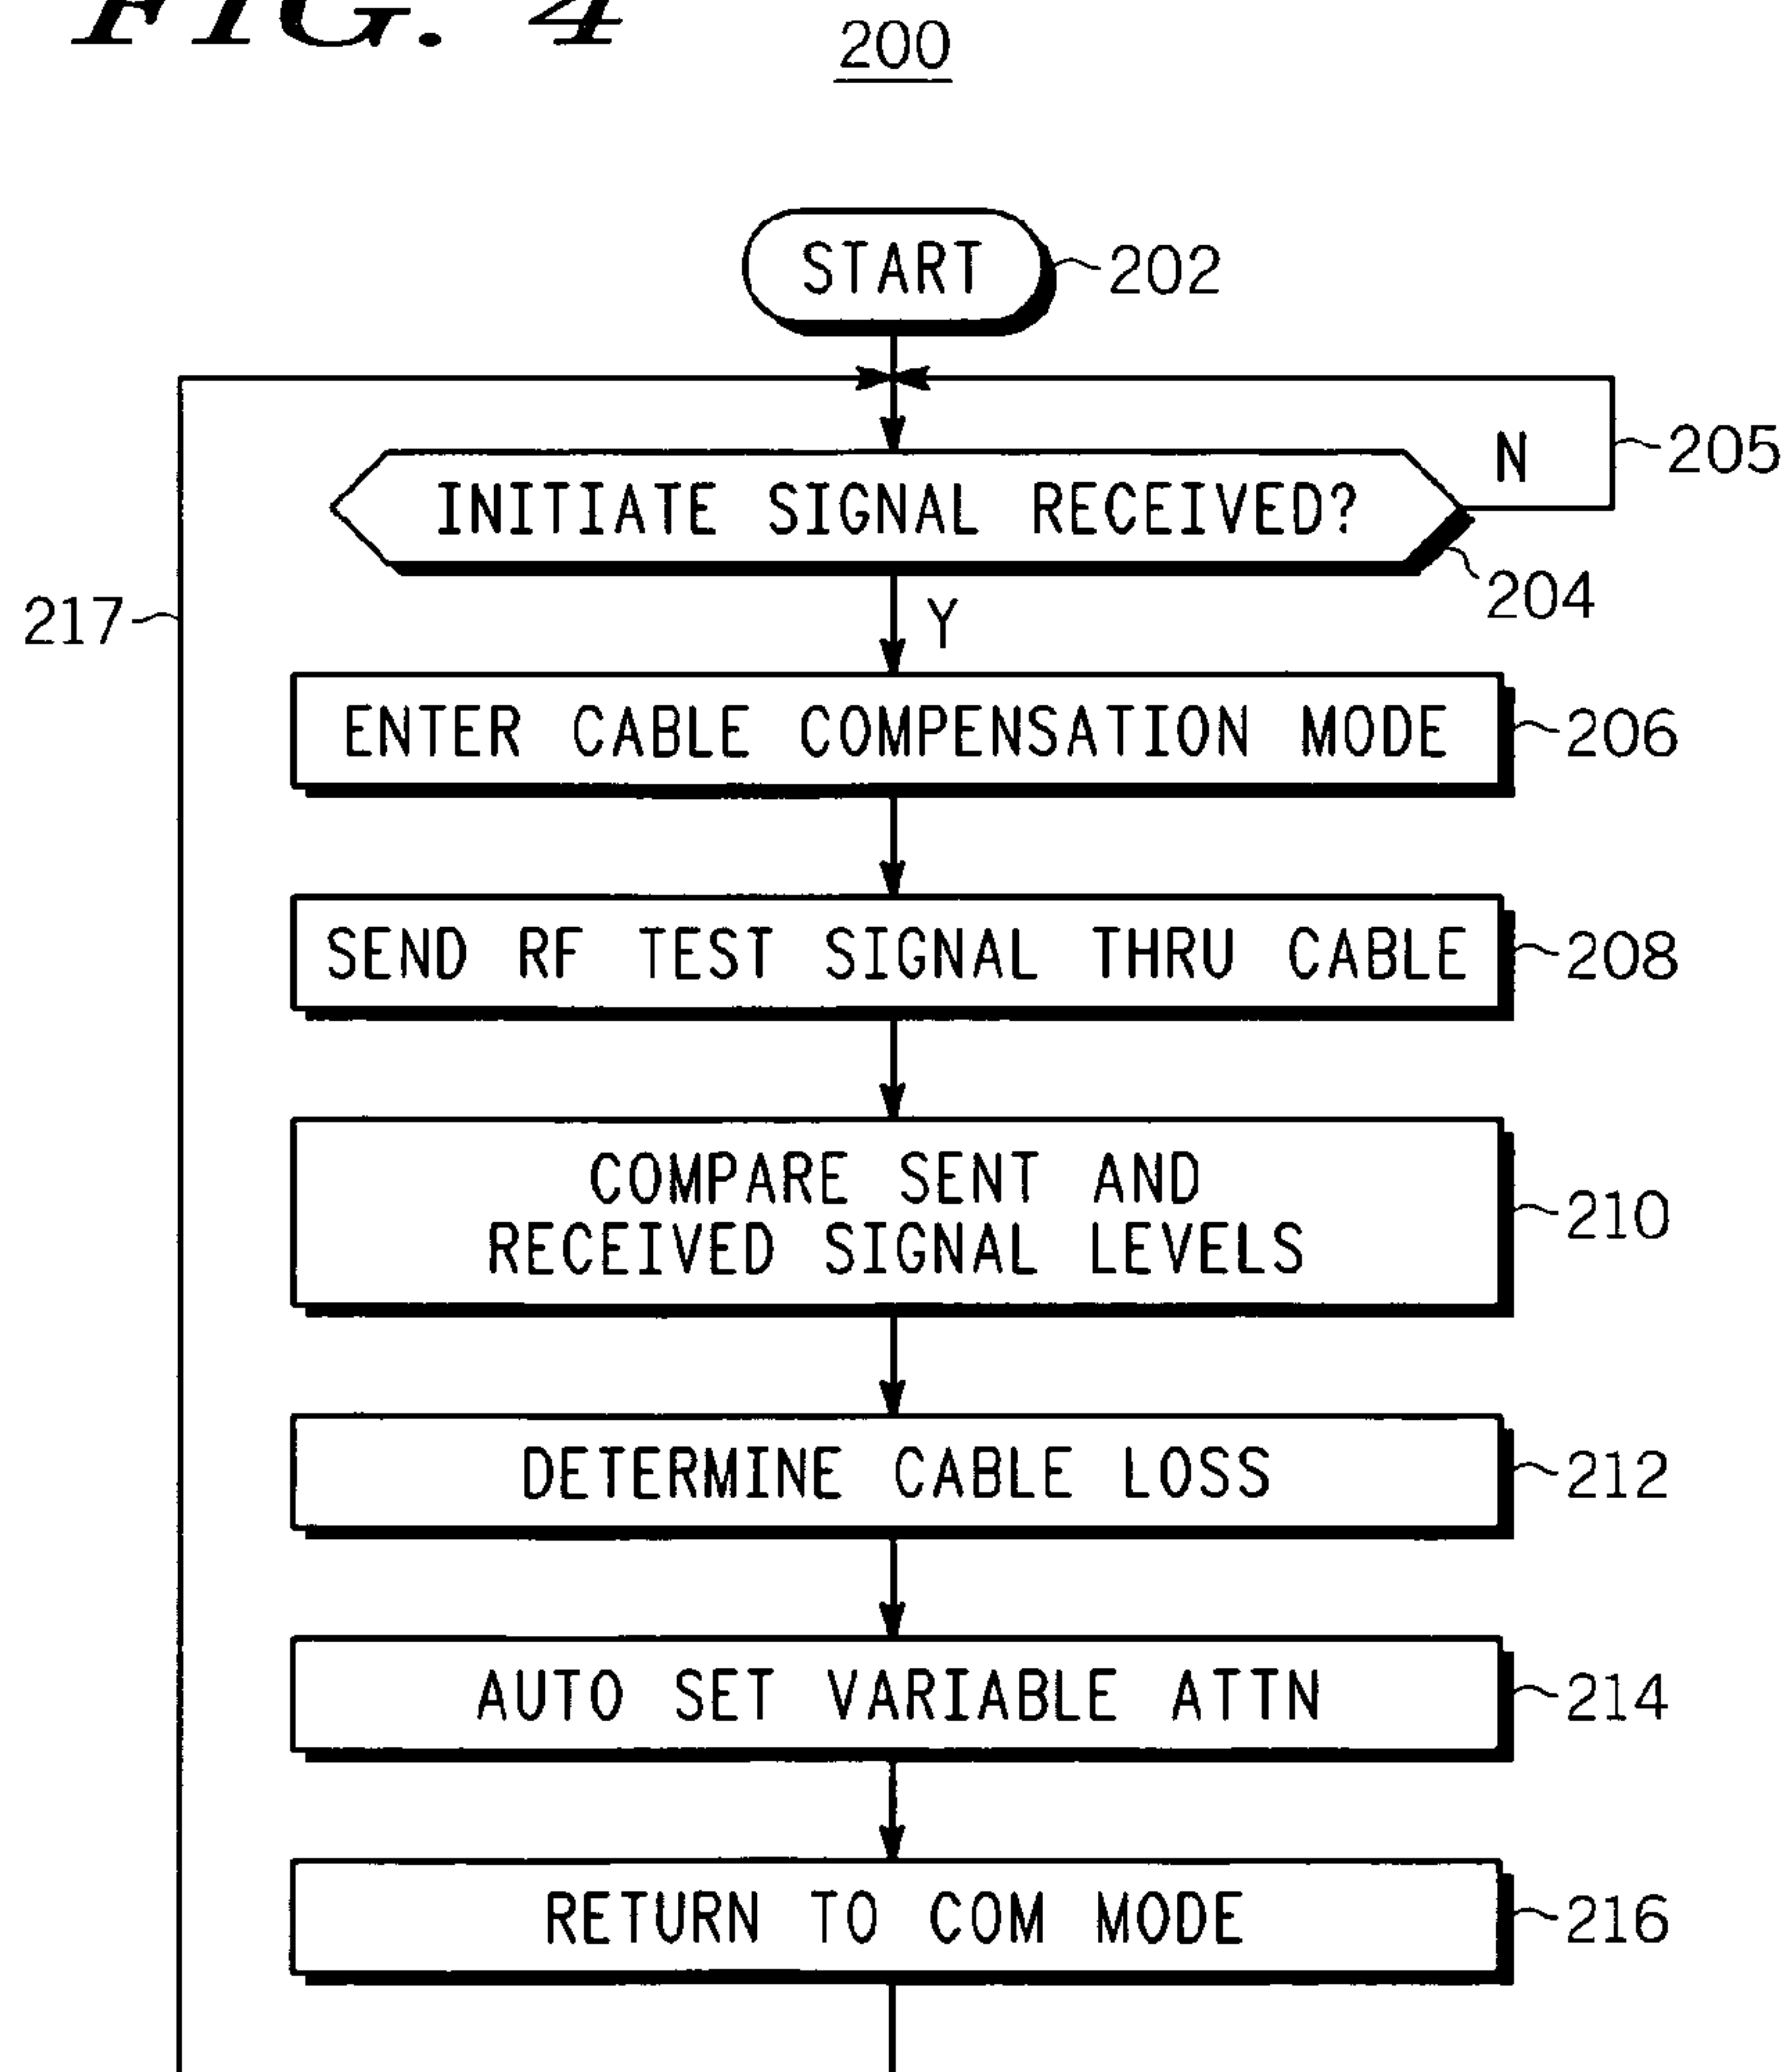 FIG. 4
200
START
202
N
205
INITIATE SIGNAL RECEIVED?
204
217
Y
ENTER CABLE COMPENSATION MODE
206
SEND RF TEST SIGNAL THRU CABLE
208
COMPARE SENT AND
RECEIVED SIGNAL LEVELS
210
DETERMINE CABLE LOSS
212
AUTO SET VARIABLE ATTN
214
RETURN TO COM MODE
216